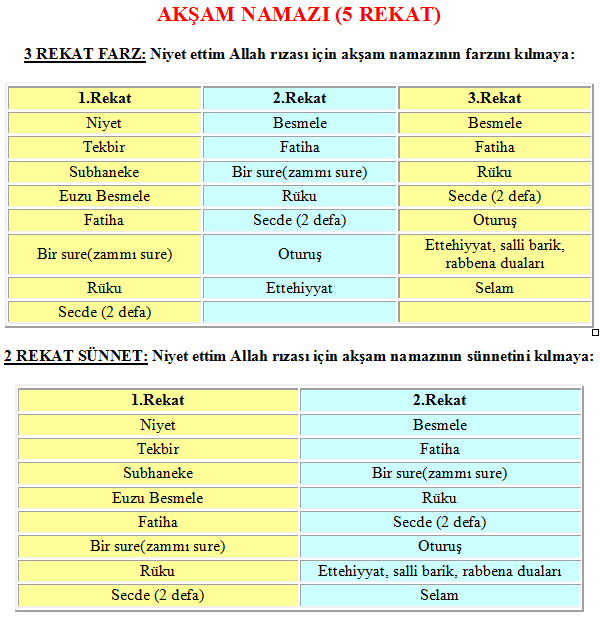 AKŞAM NAMAZI (5 REKAT)
3 REKAT FARZ: Niyet ettim Allah rızası için akşam namazının farzını kılmaya:
1.Rekat 2.Rekat 3.Rekat
Niyet Besmele Besmele
Tekbir Fatiha Fatiha
Subhaneke Bir sure(zammı sure) Rüku
Euzu Besmele Rüku Secde (2 defa)
Fatiha Secde (2 defa) Oturuş
Bir sure(zammı sure) Oturuş Ettehiyyat, salli barik,
rabbena duaları
Rüku Ettehiyyat Selam
Secde (2 defa)
2 REKAT SÜNNET: Niyet ettim Allah rızası için akşam namazının sünnetini kılmaya:
1.Rekat 2.Rekat
Niyet Besmele
Tekbir Fatiha
Subhaneke Bir sure(zammı sure)
Euzu Besmele Rüku
Fatiha Secde (2 defa)
Bir sure(zammı sure) Oturuş
Rüku Ettehiyyat, salli barik, rabbena duaları
Secde (2 defa) Selam